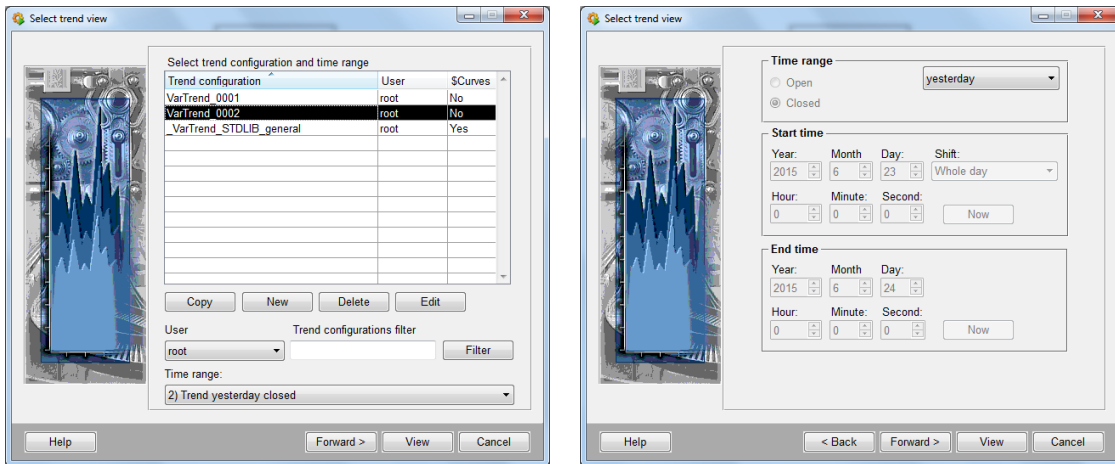 Select trend view
Select trend configuration and time range
Trend configuration User $Curves
VarTrend_0001 root No
VarTrend_0002 root No
_VarTrend_STDLIB_general root Yes
Copy New Delete Edit
User Trend configurations filter
root Filter
Time range:
2) Trend yesterday closed
Help Forward > View Cancel
Select trend view
Time range
Open yesterday
Closed
Start time
Year: Month Day: Shift:
2015 6 23 Whole day
Hour: Minute: Second:
0 0 0 Now
End time
Year: Month Day:
2015 6 24
Hour: Minute: Second:
0 0 0 Now
Help < Back Forward > View Cancel